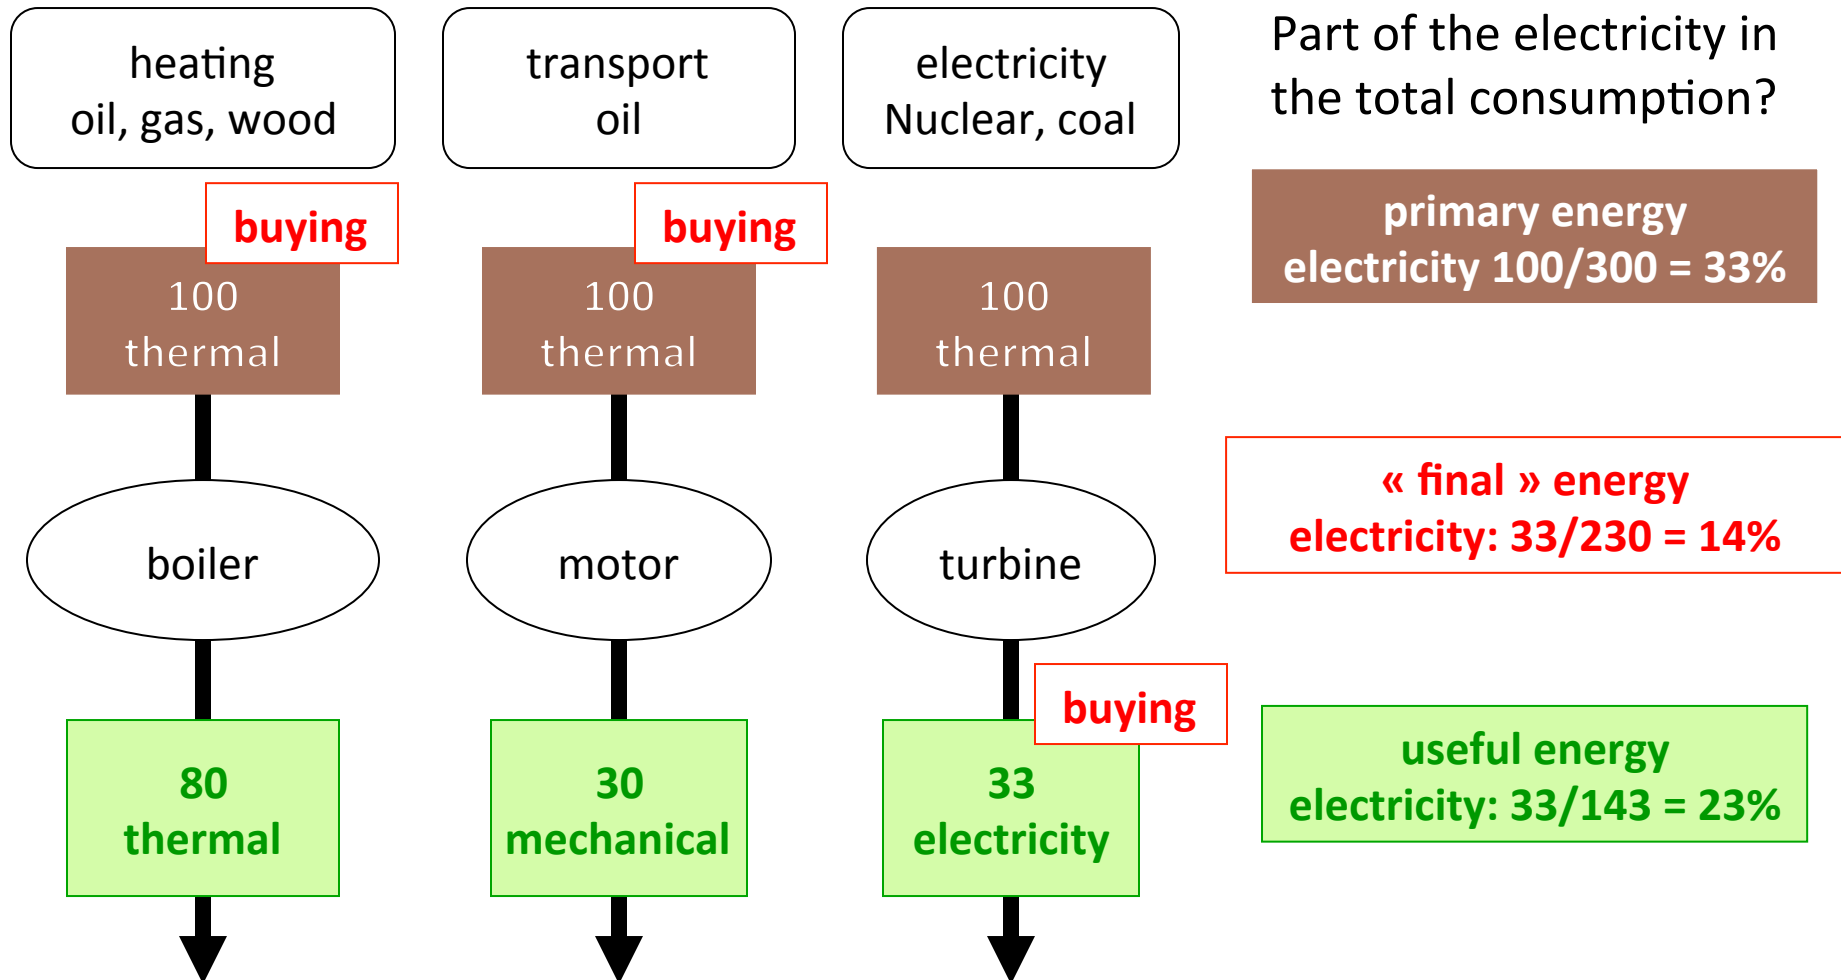 heating
oil, gas, wood
transport
oil
electricity
Nuclear, coal
Part of the electricity in
the total consumption?
buying
100
thermal
buying
100
thermal
100
thermal
primary energy
electricity 100/300 = 33%
boiler
motor
turbine
« final » energy
electricity: 33/230 = 14%
80
thermal
30
mechanical
buying
33
electricity
useful energy
electricity: 33/143 = 23%